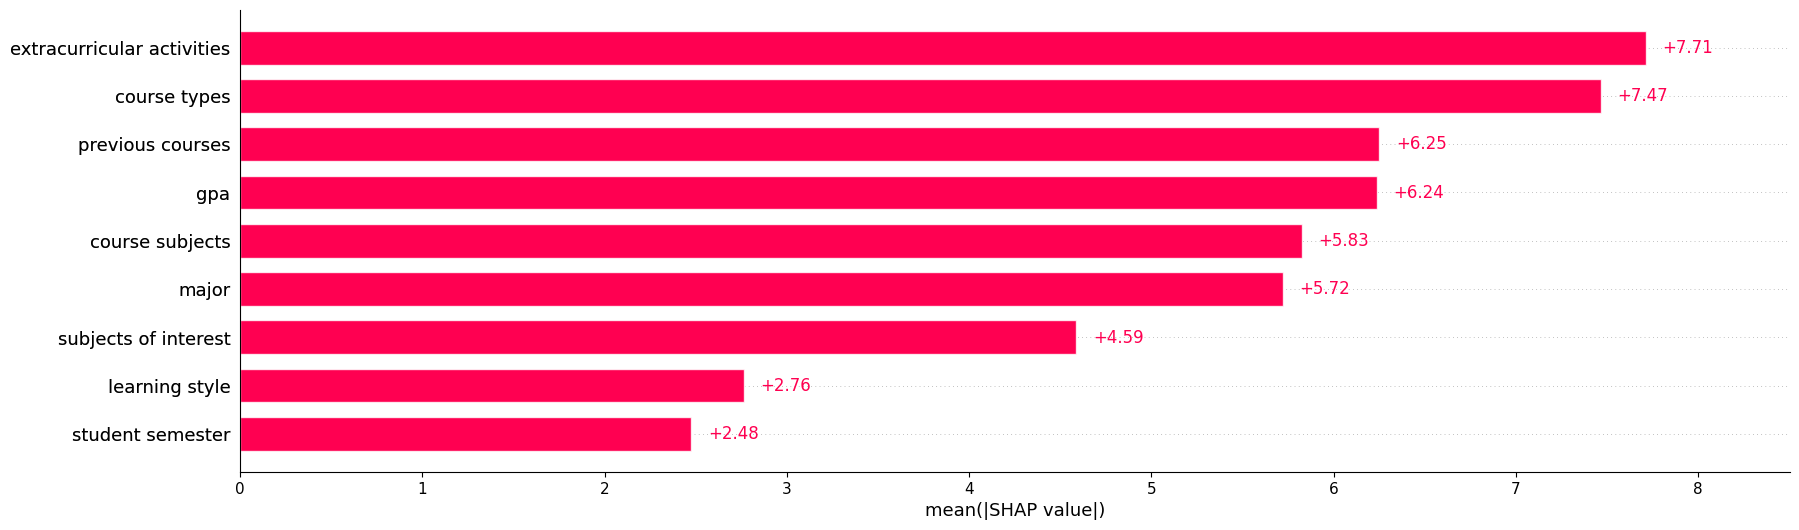 extracurricular activities +7.71
course types +7.47
previous courses +6.25
gpa +6.24
course subjects +5.83
major +5.72
subjects of interest +4.59
learning style +2.76
student semester +2.48
0 1 2 3 4 5 6 7 8
mean(|SHAP value|)